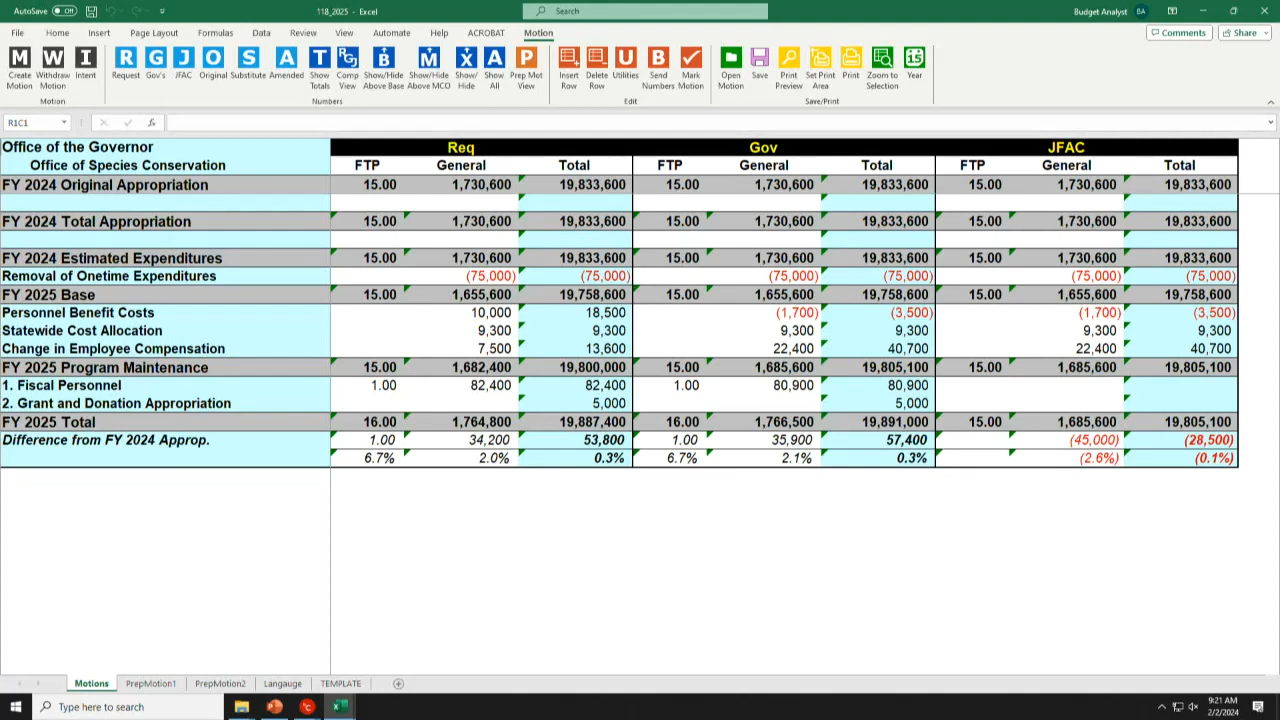 AutoSave Off 118_2025 - Excel Search Budget Analyst BA
File Home Insert Page Layout Formulas Data Review View Automate Help ACROBAT Motion Comments Share
M W I R G J O S A T RG B M X A P U B 15
Create Motion Withdraw Motion Intent Request Gov's JFAC Original Substitute Amended Show Totals Comp View Show/Hide Above Base Show/Hide Above MCO Show/ Hide Show All Prep Mot View Insert Row Delete Row Utilities Send Numbers Mark Motion Open Motion Save Print Preview Set Print Area Print Zoom to Selection Year
Motion Numbers Edit Save/Print
R1C1 fx
Office of the Governor Req Gov JFAC
Office of Species Conservation FTP General Total FTP General Total FTP General Total
FY 2024 Original Appropriation 15.00 1,730,600 19,833,600 15.00 1,730,600 19,833,600 15.00 1,730,600 19,833,600
FY 2024 Total Appropriation 15.00 1,730,600 19,833,600 15.00 1,730,600 19,833,600 15.00 1,730,600 19,833,600
FY 2024 Estimated Expenditures 15.00 1,730,600 19,833,600 15.00 1,730,600 19,833,600 15.00 1,730,600 19,833,600
Removal of Onetime Expenditures (75,000) (75,000) (75,000) (75,000) (75,000) (75,000)
FY 2025 Base 15.00 1,655,600 19,758,600 15.00 1,655,600 19,758,600 15.00 1,655,600 19,758,600
Personnel Benefit Costs 10,000 18,500 (1,700) (3,500) (1,700) (3,500)
Statewide Cost Allocation 9,300 9,300 9,300 9,300 9,300 9,300
Change in Employee Compensation 7,500 13,600 22,400 40,700 22,400 40,700
FY 2025 Program Maintenance 15.00 1,682,400 19,800,000 15.00 1,685,600 19,805,100 15.00 1,685,600 19,805,100
1. Fiscal Personnel 1.00 82,400 82,400 1.00 80,900 80,900
2. Grant and Donation Appropriation 5,000 5,000
FY 2025 Total 16.00 1,764,800 19,887,400 16.00 1,766,500 19,891,000 15.00 1,685,600 19,805,100
Difference from FY 2024 Approp. 1.00 34,200 53,800 1.00 35,900 57,400 (45,000) (28,500)
6.7% 2.0% 0.3% 6.7% 2.1% 0.3% (2.6%) (0.1%)
Motions PrepMotion1 PrepMotion2 Langauge TEMPLATE
Type here to search 9:21 AM
2/2/2024